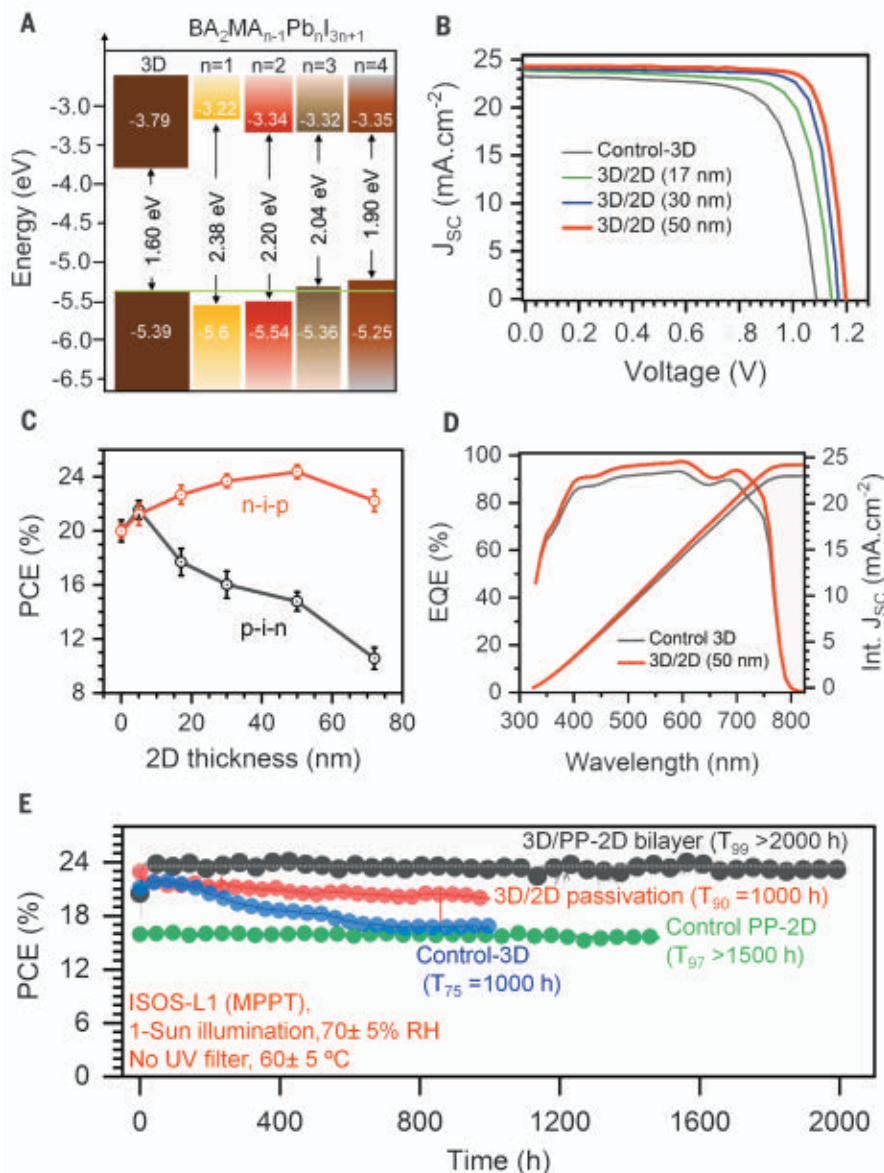 A
BA₂MAₙ₋₁PbₙI₃ₙ₊₁
3D n=1 n=2 n=3 n=4
Energy (eV)
-3.0
-3.5
-4.0
-4.5
-5.0
-5.5
-6.0
-6.5
-3.79 -3.22 -3.34 -3.32 -3.35
1.60 eV 2.38 eV 2.20 eV 2.04 eV 1.90 eV
-5.39 -5.6 -5.54 -5.36 -5.25
B
J_SC (mA.cm⁻²)
25
20
15
10
5
0
Control-3D
3D/2D (17 nm)
3D/2D (30 nm)
3D/2D (50 nm)
0.0 0.2 0.4 0.6 0.8 1.0 1.2
Voltage (V)
C
PCE (%)
24
20
16
12
8
n-i-p
p-i-n
0 20 40 60 80
2D thickness (nm)
D
EQE (%)
100
80
60
40
20
0
Control 3D
3D/2D (50 nm)
25
20
15
10
5
0
Int. J_SC (mA.cm⁻²)
300 400 500 600 700 800
Wavelength (nm)
E
PCE (%)
24
18
12
6
0
3D/PP-2D bilayer (T₉₉ >2000 h)
3D/2D passivation (T₉₀ =1000 h)
Control PP-2D
(T₉₇ >1500 h)
Control-3D
(T₇₅ =1000 h)
ISOS-L1 (MPPT),
1-Sun illumination,70± 5% RH
No UV filter, 60± 5 ºC
0 400 800 1200 1600 2000
Time (h)